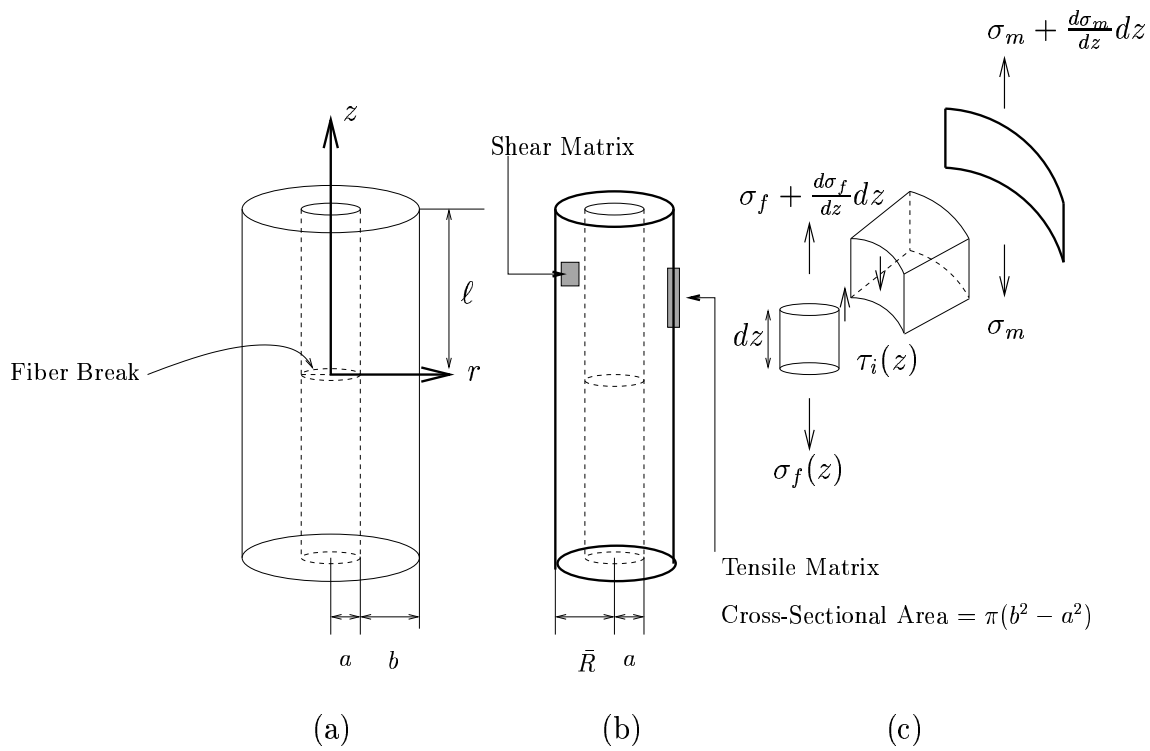 σ_m + dσ_m/dz dz
z
Shear Matrix
σ_f + dσ_f/dz dz
ℓ
σ_m
dz
Fiber Break
r
τ_i(z)
σ_f(z)
Tensile Matrix
Cross-Sectional Area = π(b² − a²)
a b
R̄ a
(a) (b) (c)